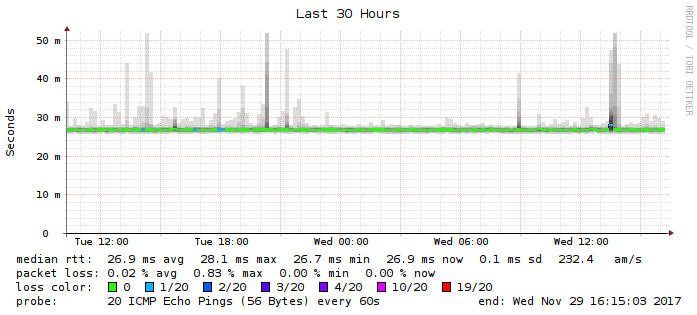 Last 30 Hours
RRDTOOL / TOBI OETIKER
Seconds
50 m
40 m
30 m
20 m
10 m
0
Tue 12:00 Tue 18:00 Wed 00:00 Wed 06:00 Wed 12:00
median rtt: 26.9 ms avg 28.1 ms max 26.7 ms min 26.9 ms now 0.1 ms sd 232.4 am/s
packet loss: 0.02 % avg 0.83 % max 0.00 % min 0.00 % now
loss color: 0 1/20 2/20 3/20 4/20 10/20 19/20
probe: 20 ICMP Echo Pings (56 Bytes) every 60s end: Wed Nov 29 16:15:03 2017